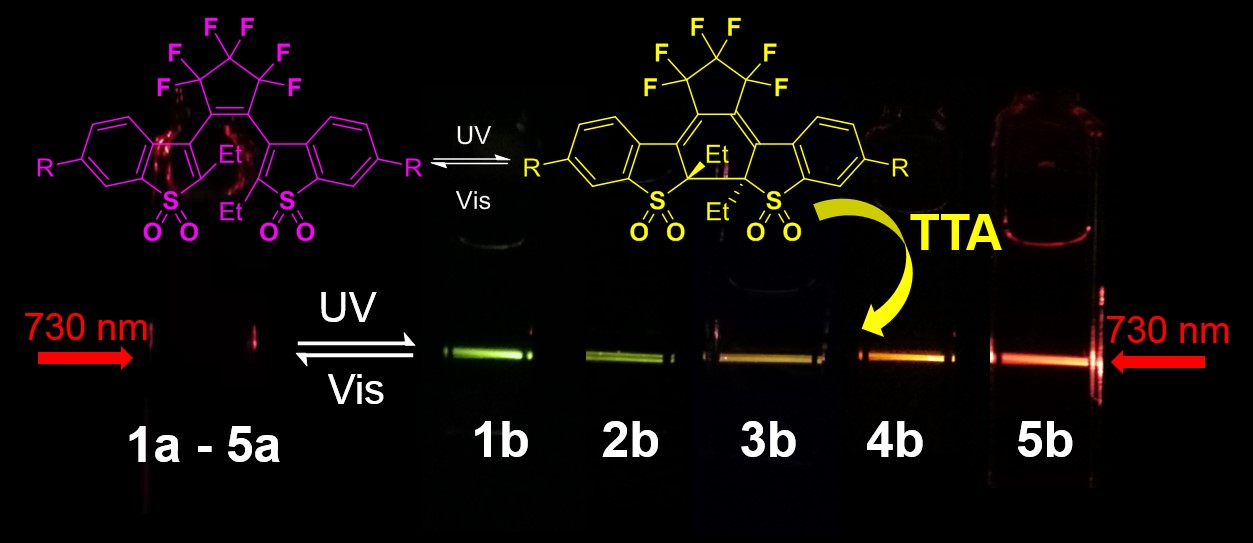 F F F F
F F F F
F F F F
R Et R
Et
S S
O O O O
UV
Vis
R Et R
Et
S S
O O O O
TTA
730 nm
UV
Vis
730 nm
1a - 5a
1b
2b
3b
4b
5b